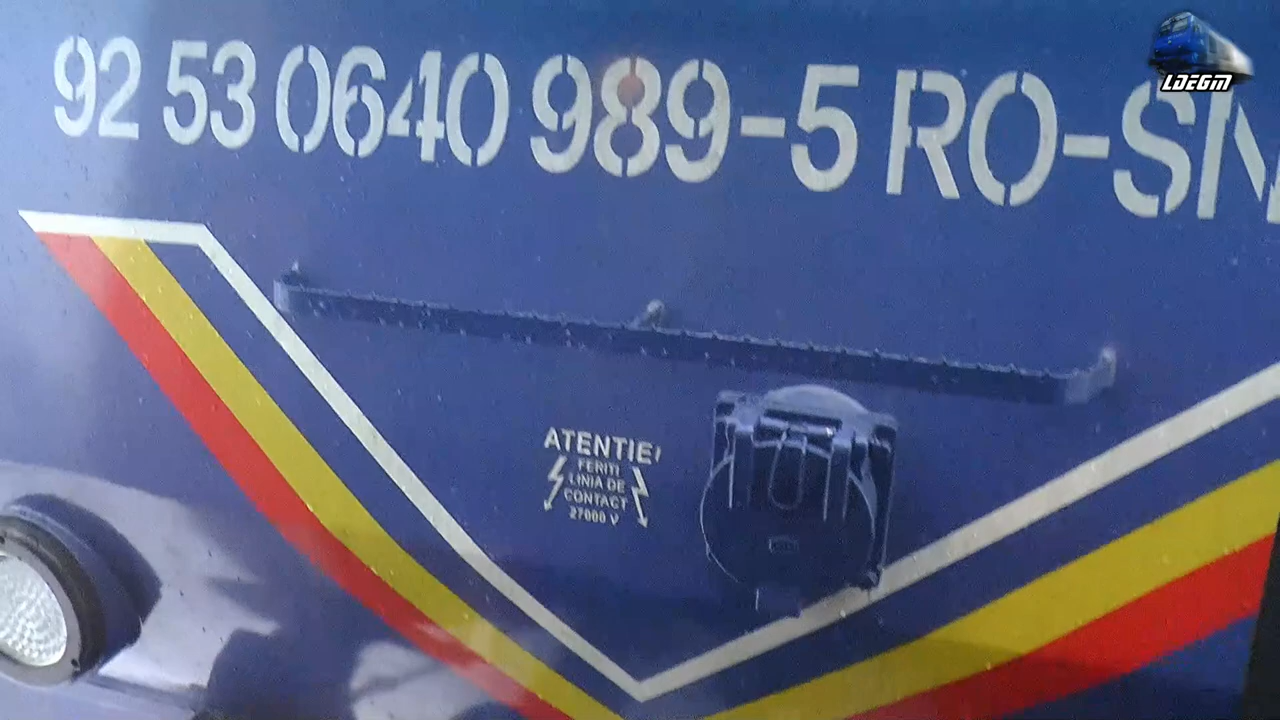 LDEGM
92 53 0640 989-5 RO-SN
ATENTIE!
FERITI
LINIA DE
CONTACT
27000 V